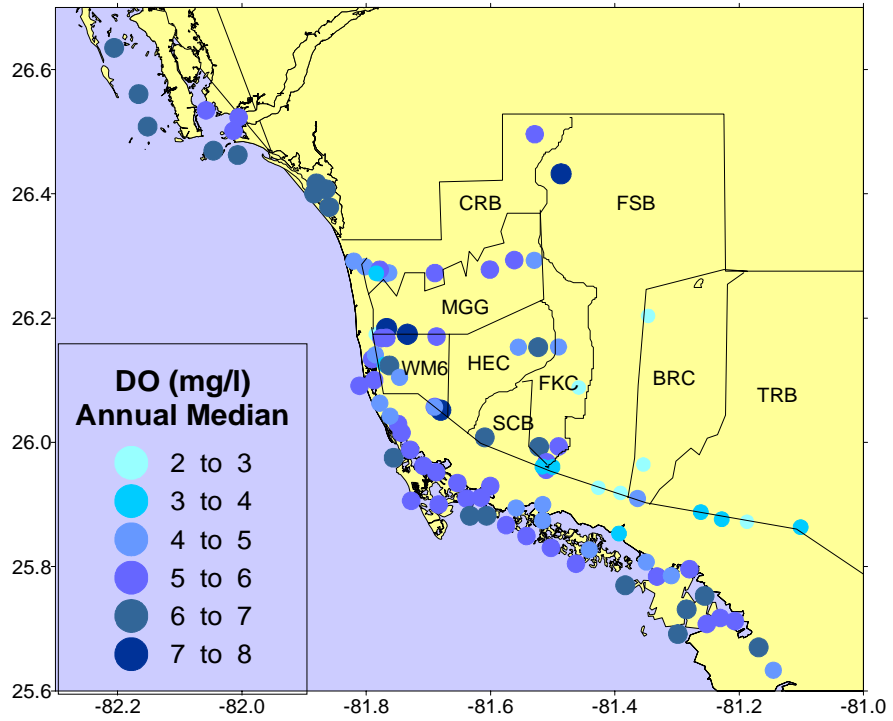 26.6
26.4
26.2
26.0
25.8
25.6
-82.2
-82.0
-81.8
-81.6
-81.4
-81.2
-81.0
CRB
FSB
MGG
WM6
HEC
FKC
SCB
BRC
TRB
DO (mg/l)
Annual Median
2 to 3
3 to 4
4 to 5
5 to 6
6 to 7
7 to 8